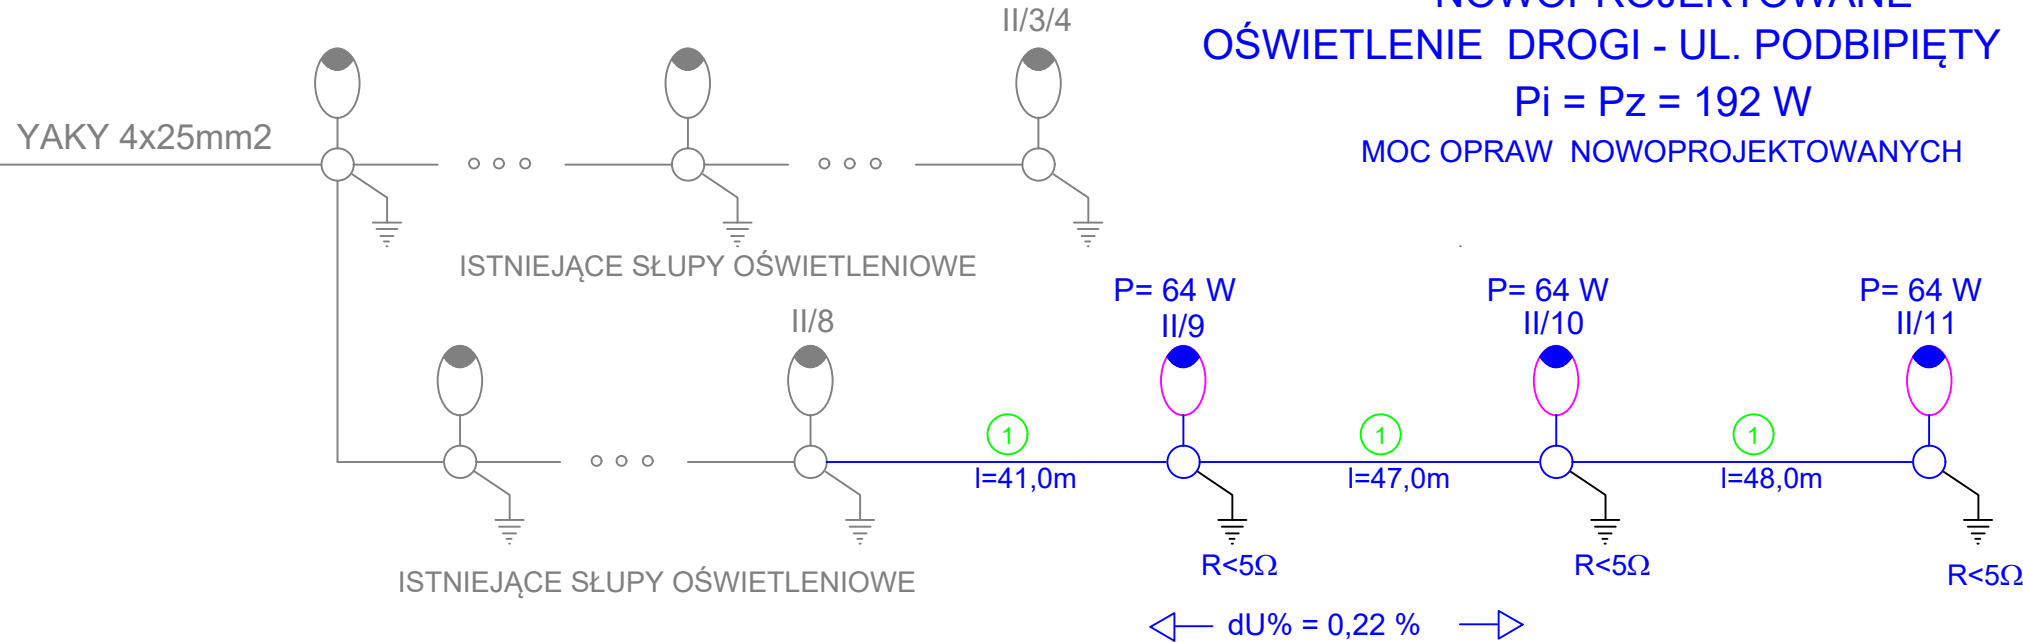 II/3/4
NOWOPROJEKTOWANE
OŚWIETLENIE DROGI - UL. PODBIPIĘTY
Pi = Pz = 192 W
MOC OPRAW NOWOPROJEKTOWANYCH
YAKY 4x25mm2
ISTNIEJĄCE SŁUPY OŚWIETLENIOWE
P= 64 W
P= 64 W
P= 64 W
II/8
II/9
II/10
II/11
1
1
1
l=41,0m
l=47,0m
l=48,0m
R<5Ω
R<5Ω
R<5Ω
ISTNIEJĄCE SŁUPY OŚWIETLENIOWE
dU% = 0,22 %